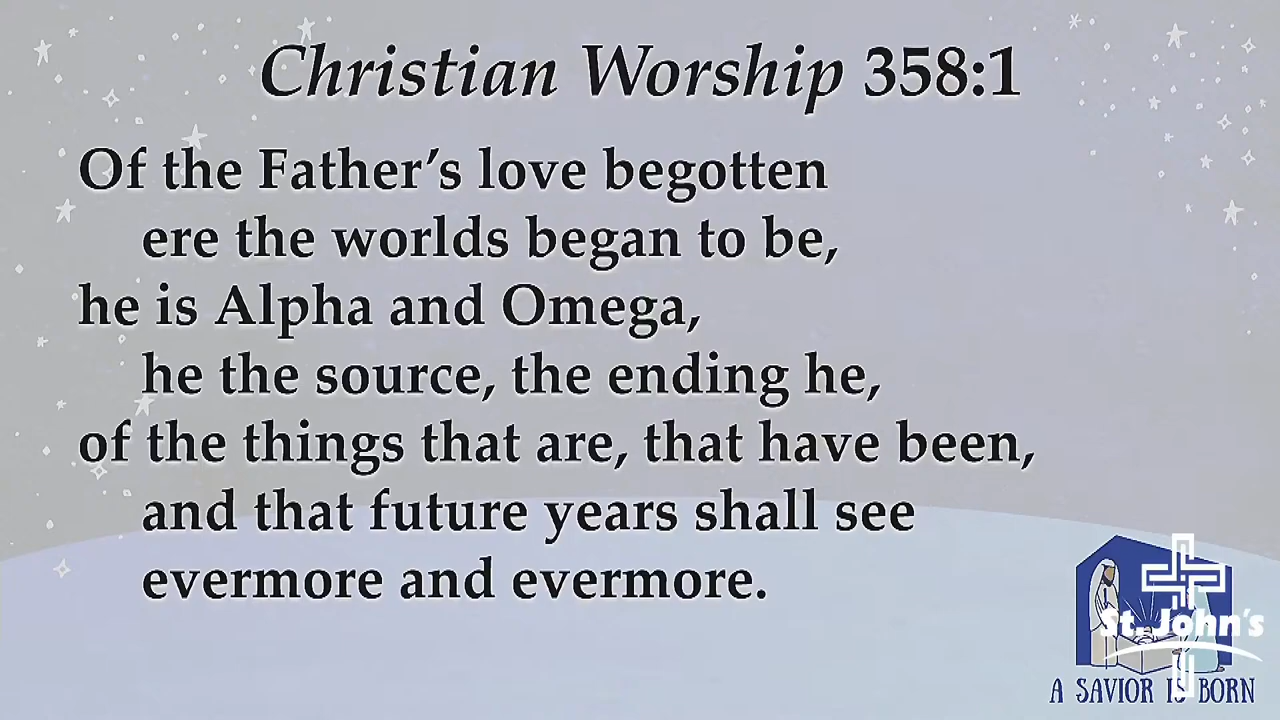 Christian Worship 358:1
Of the Father’s love begotten
ere the worlds began to be,
he is Alpha and Omega,
he the source, the ending he,
of the things that are, that have been,
and that future years shall see
evermore and evermore.
St. John's
A SAVIOR IS BORN